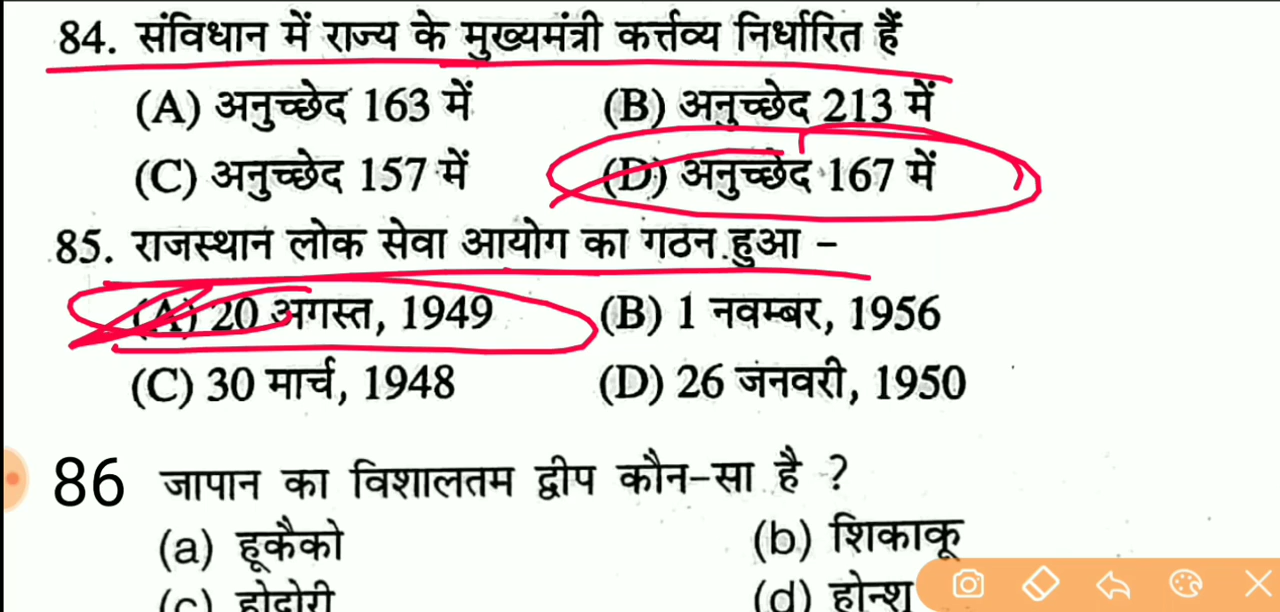 84. संविधान में राज्य के मुख्यमंत्री कर्त्तव्य निर्धारित हैं
(A) अनुच्छेद 163 में (B) अनुच्छेद 213 में
(C) अनुच्छेद 157 में (D) अनुच्छेद 167 में
85. राजस्थान लोक सेवा आयोग का गठन हुआ –
(A) 20 अगस्त, 1949 (B) 1 नवम्बर, 1956
(C) 30 मार्च, 1948 (D) 26 जनवरी, 1950
86 जापान का विशालतम द्वीप कौन-सा है ?
(a) हूकैको (b) शिकाकू
(c) (d) होन्शू